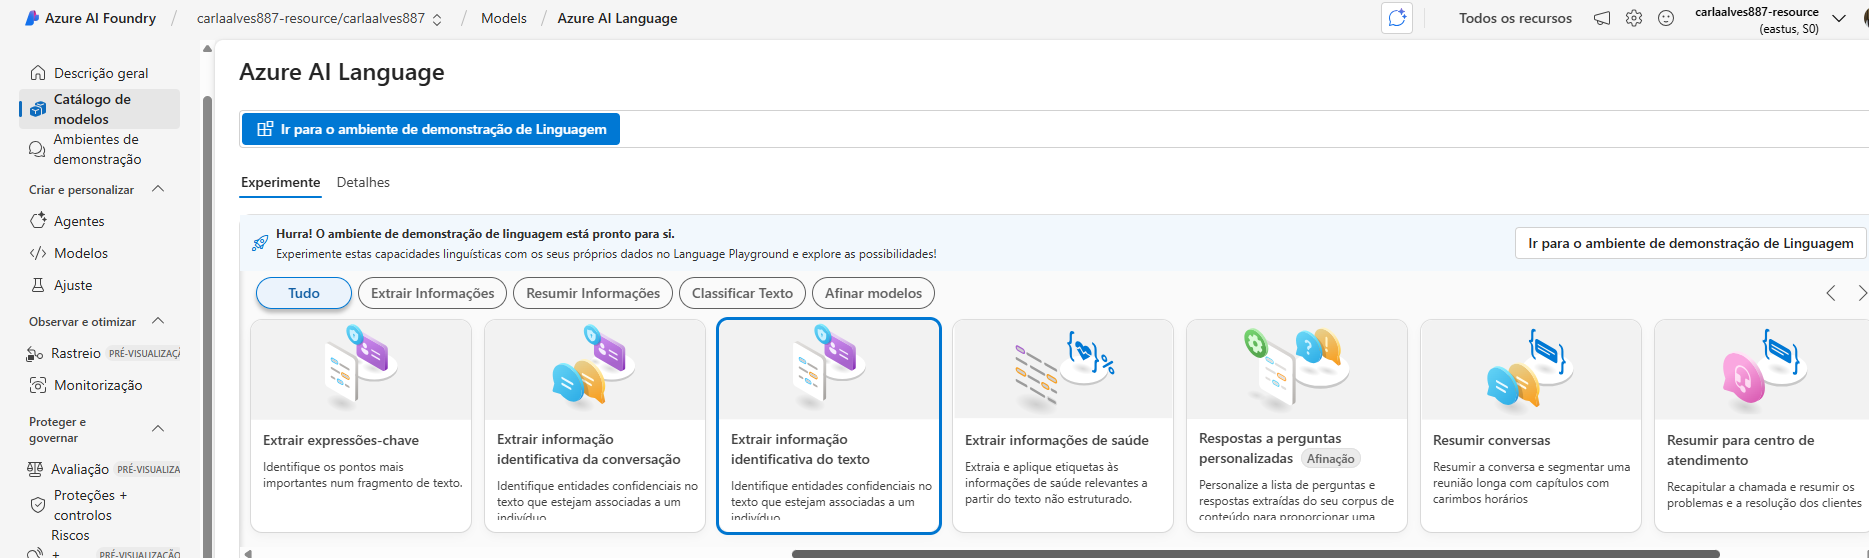 Azure AI Foundry / carlaalves887-resource/carlaalves887 / Models / Azure AI Language
Todos os recursos
carlaalves887-resource
(eastus, S0)
Descrição geral
Catálogo de
modelos
Ambientes de
demonstração
Criar e personalizar
Agentes
Modelos
Ajuste
Observar e otimizar
Rastreio PRÉ-VISUALIZAÇÃ
Monitorização
Proteger e
governar
Avaliação PRÉ-VISUALIZA
Proteções +
controlos
Riscos
+ PRÉ-VISUALIZAÇÃO
Azure AI Language
Ir para o ambiente de demonstração de Linguagem
Experimente Detalhes
Hurra! O ambiente de demonstração de linguagem está pronto para si.
Experimente estas capacidades linguísticas com os seus próprios dados no Language Playground e explore as possibilidades!
Ir para o ambiente de demonstração de Linguagem
Tudo Extrair Informações Resumir Informações Classificar Texto Afinar modelos
Extrair expressões-chave
Identifique os pontos mais
importantes num fragmento de texto.
Extrair informação
identificativa da conversação
Identifique entidades confidenciais no
texto que estejam associadas a um
indivíduo
Extrair informação
identificativa do texto
Identifique entidades confidenciais no
texto que estejam associadas a um
indivíduo
Extrair informações de saúde
Extraia e aplique etiquetas às
informações de saúde relevantes a
partir do texto não estruturado.
Respostas a perguntas
personalizadas Afinação
Personalize a lista de perguntas e
respostas extraídas do seu corpus de
conteúdo para proporcionar uma
Resumir conversas
Resumir a conversa e segmentar uma
reunião longa com capítulos com
carimbos horários
Resumir para centro de
atendimento
Recapitular a chamada e resumir os
problemas e a resolução dos clientes